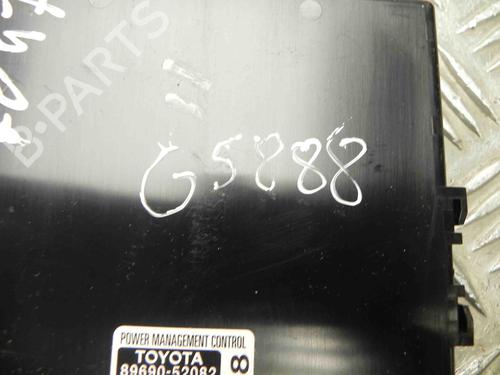 B-PARTS
G5888
POWER MANAGEMENT CONTROL
TOYOTA
89690-52082
8